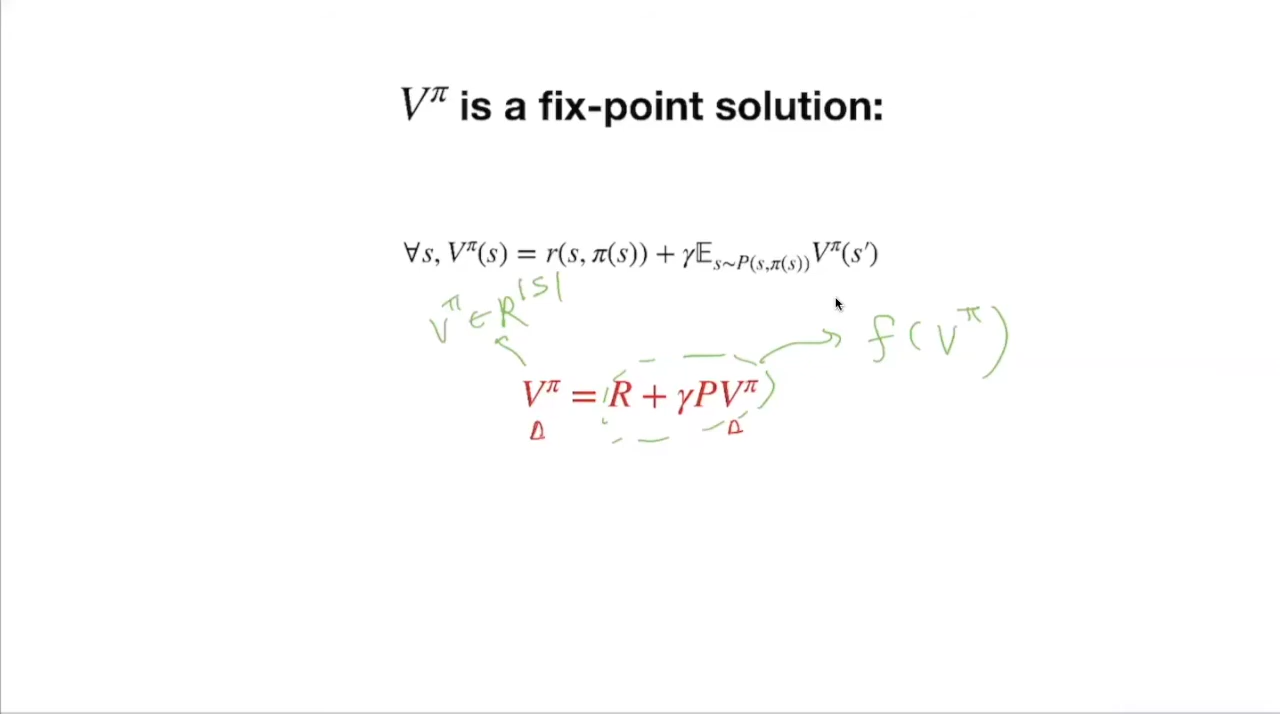 V^π is a fix-point solution:
∀s, V^π(s) = r(s, π(s)) + γ𝔼_{s∼P(s,π(s))}V^π(s′)
V^π ∈ R^{|S|}
f(V^π)
V^π = R + γPV^π